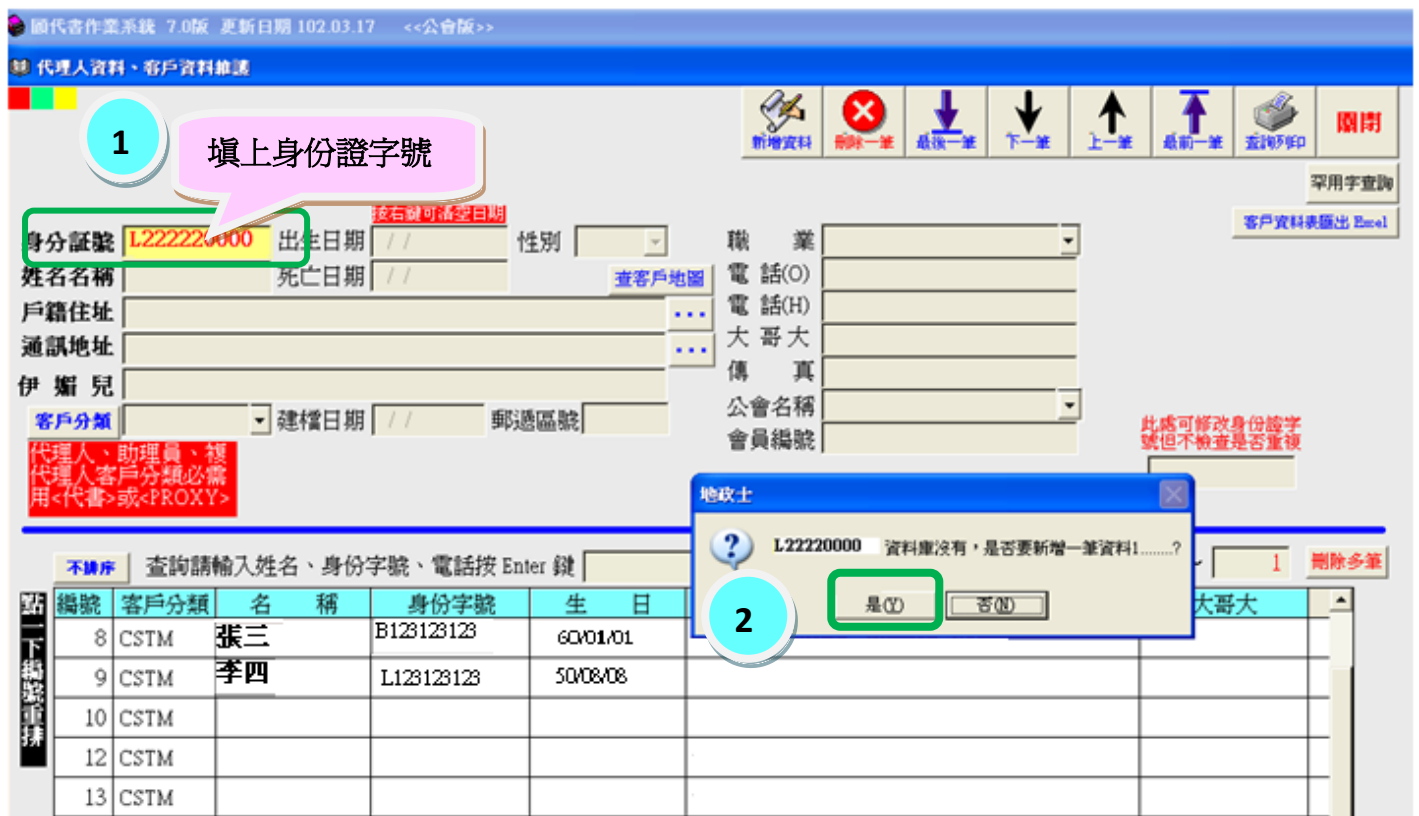 國代書作業系統 7.0版 更新日期 102.03.17 <<公會版>>
代理人資料、客戶資料維護
1
填上身份證字號
新增資料 刪除一筆 最後一筆 下一筆 上一筆 最前一筆 查詢列印 關閉
罕用字查詢
客戶資料表匯出 Excel
按右鍵可清空日期
身分証號 L222220000 出生日期 / / 性別 職 業
姓名名稱 死亡日期 / / 查客戶地圖 電 話(O)
戶籍住址 ... 電 話(H)
通訊地址 ... 大 哥 大
伊 媚 兒 傳 真
客戶分類 建檔日期 / / 郵遞區號 公會名稱
會員編號
此處可修改身份證字
號但不檢查是否重複
代理人、助理員、複
代理人客戶分類必需
用<代書>或<PROXY>
地政士
L22220000 資料庫沒有，是否要新增一筆資料1........?
是(Y) 否(N)
2
不排序 查詢請輸入姓名、身份字號、電話按 Enter 鍵 ~ 1 刪除多筆
點一下編號重排
編號 客戶分類 名 稱 身份字號 生 日 大哥大
8 CSTM 張三 B123123123 60/01/01
9 CSTM 李四 L123123123 50/08/08
10 CSTM
12 CSTM
13 CSTM